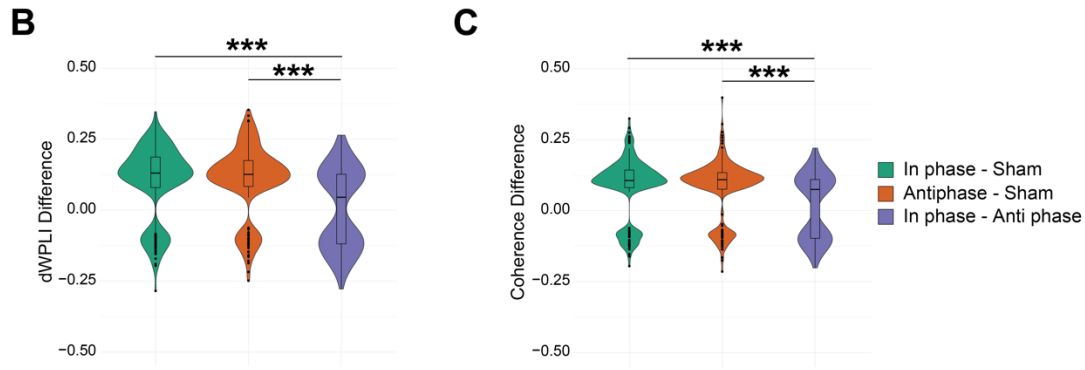 B
***
***
0.50
0.25
0.00
−0.25
−0.50
dWPLI Difference
C
***
***
0.50
0.25
0.00
−0.25
−0.50
Coherence Difference
In phase - Sham
Antiphase - Sham
In phase - Anti phase